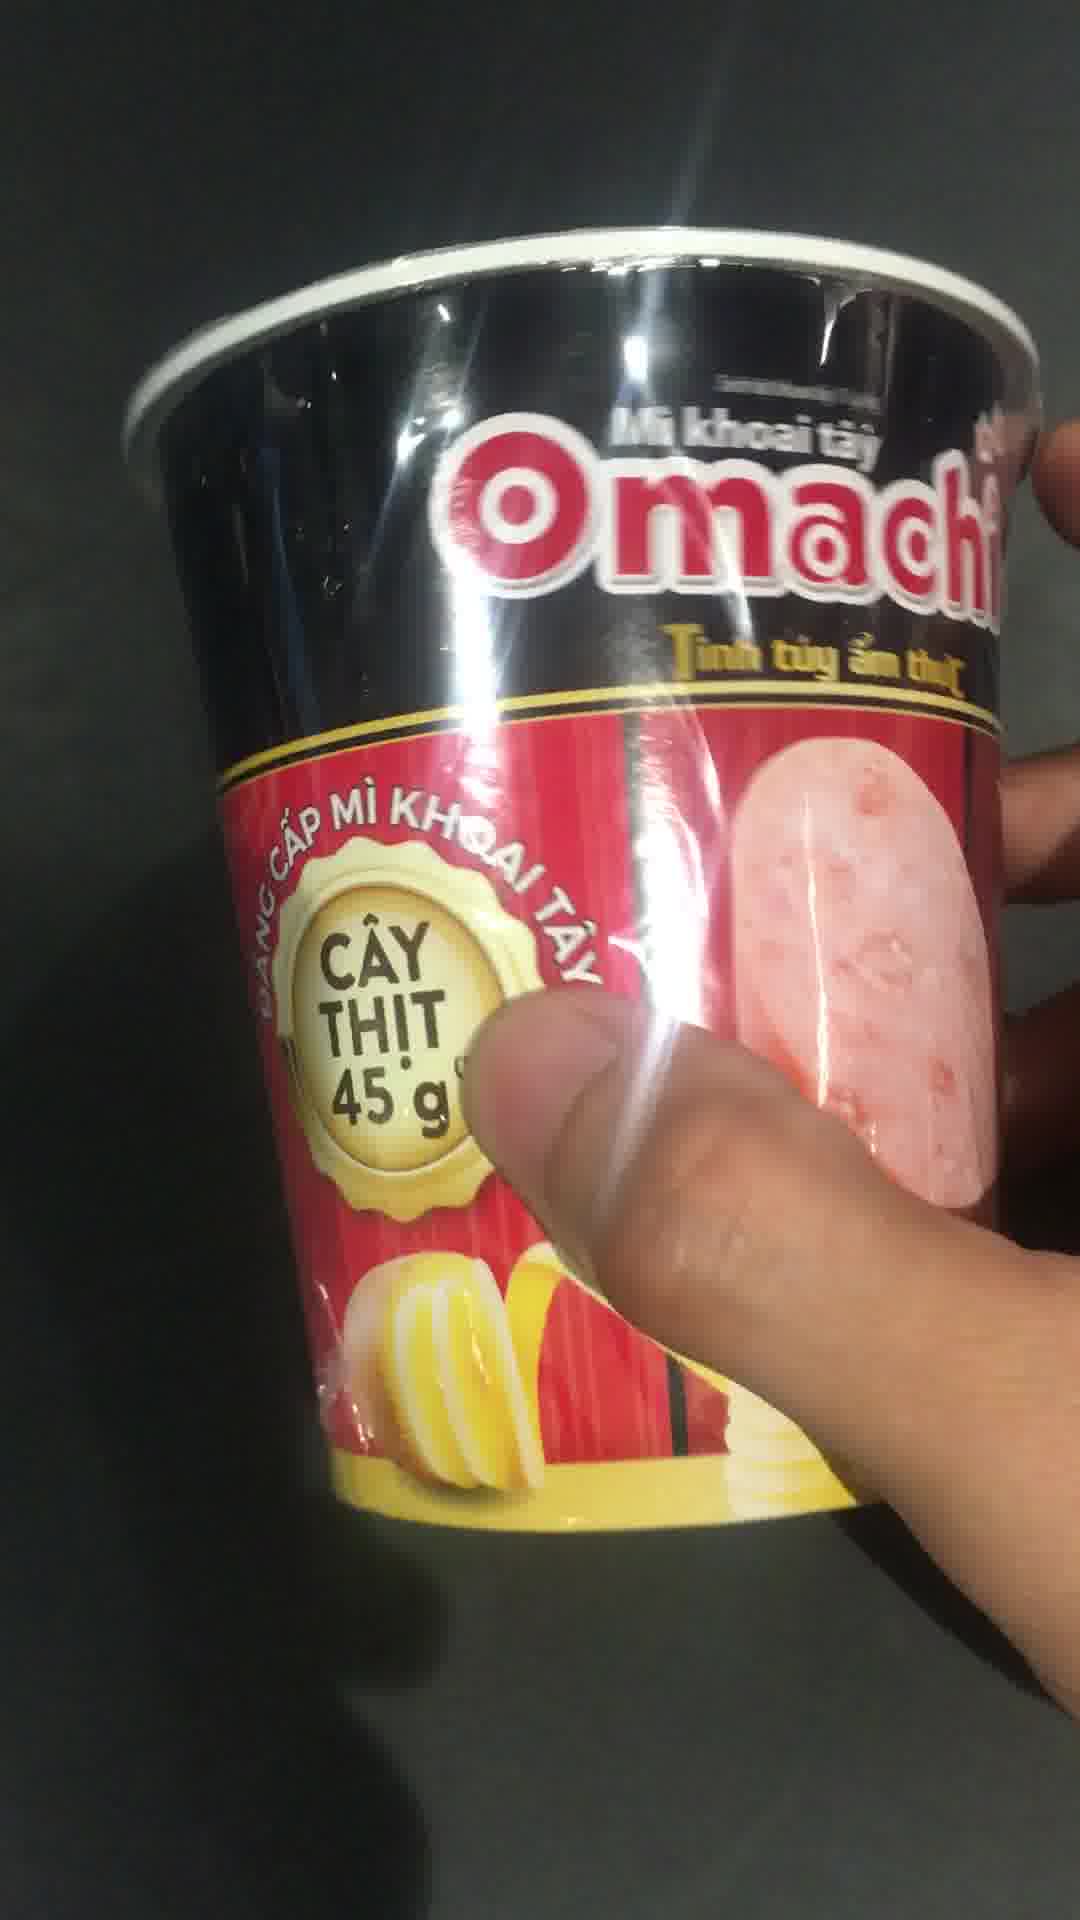 Mì khoai tây
Omachi
Tinh túy ẩm thực
ĐẲNG CẤP MÌ KHOAI TÂY
CÂY
THỊT
45 g